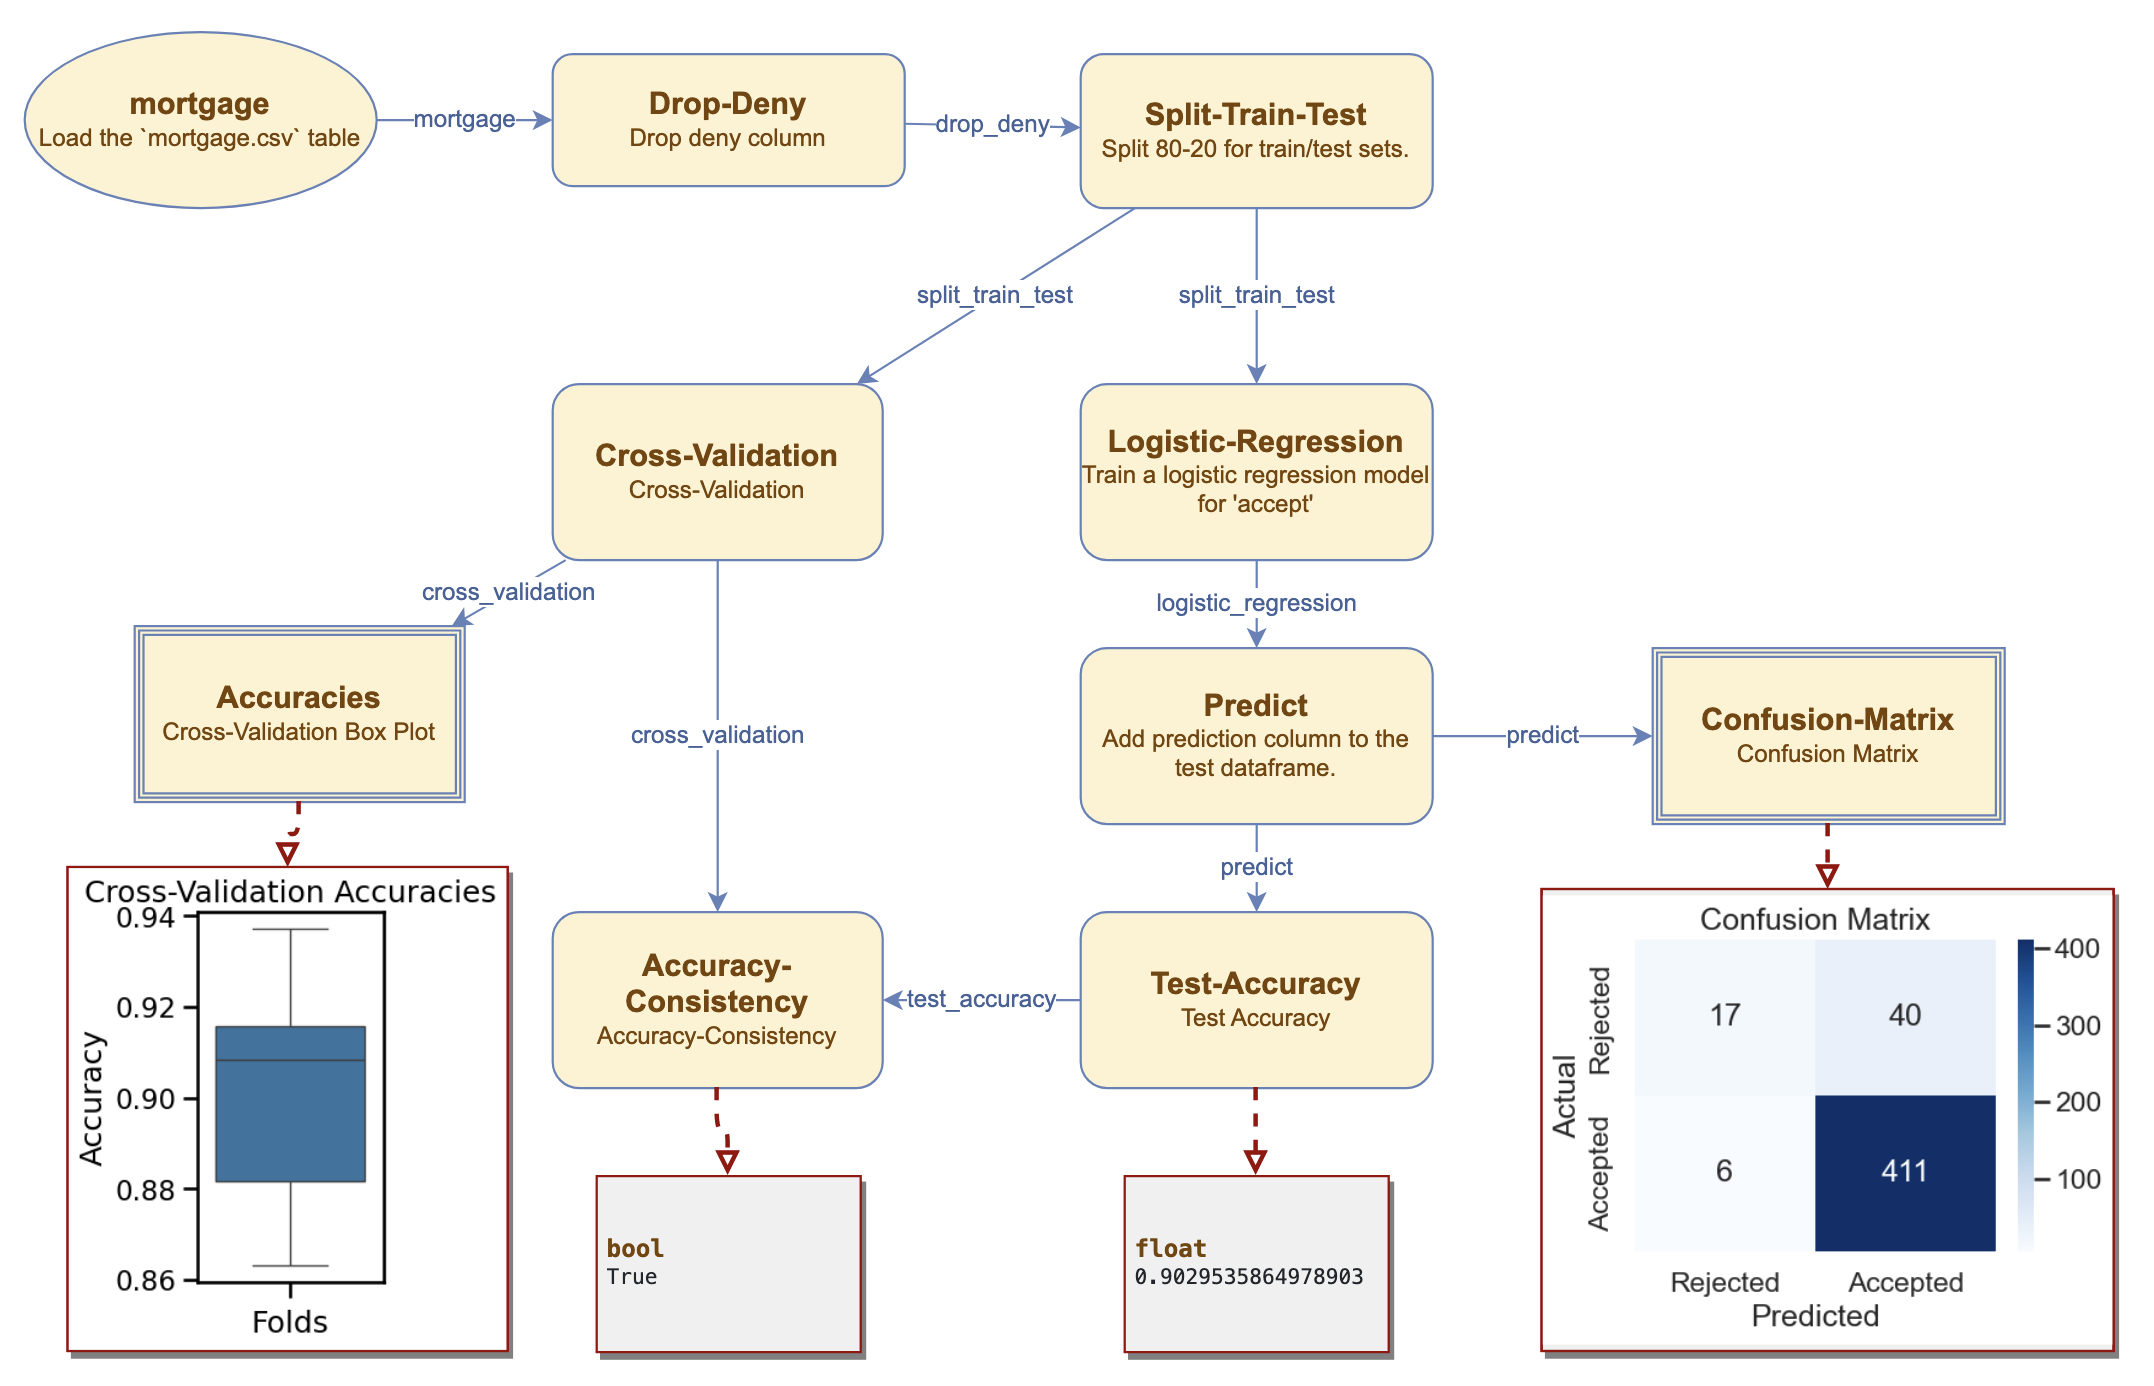 mortgage
Load the `mortgage.csv` table
mortgage
Drop-Deny
Drop deny column
drop_deny
Split-Train-Test
Split 80-20 for train/test sets.
split_train_test
split_train_test
Cross-Validation
Cross-Validation
Logistic-Regression
Train a logistic regression model
for 'accept'
cross_validation
logistic_regression
Accuracies
Cross-Validation Box Plot
cross_validation
Predict
Add prediction column to the
test dataframe.
predict
Confusion-Matrix
Confusion Matrix
predict
Cross-Validation Accuracies
0.94
0.92
0.90
0.88
0.86
Accuracy
Folds
Accuracy-
Consistency
Accuracy-Consistency
test_accuracy
Test-Accuracy
Test Accuracy
bool
True
float
0.9029535864978903
Confusion Matrix
Actual
Rejected
17
40
Accepted
6
411
Rejected
Accepted
Predicted
400
300
200
100